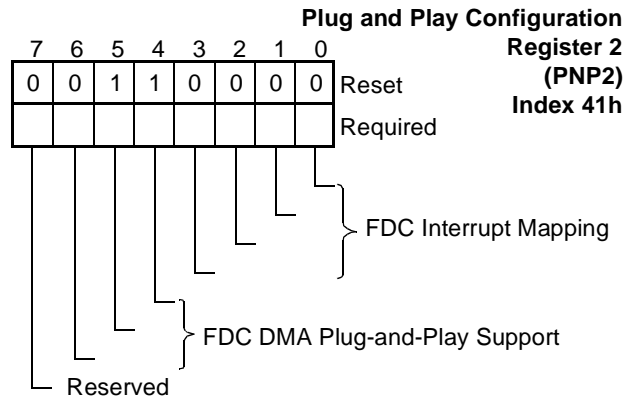 Plug and Play Configuration
Register 2
(PNP2)
Index 41h
7 6 5 4 3 2 1 0
0 0 1 1 0 0 0 0 Reset
Required
FDC Interrupt Mapping
FDC DMA Plug-and-Play Support
Reserved